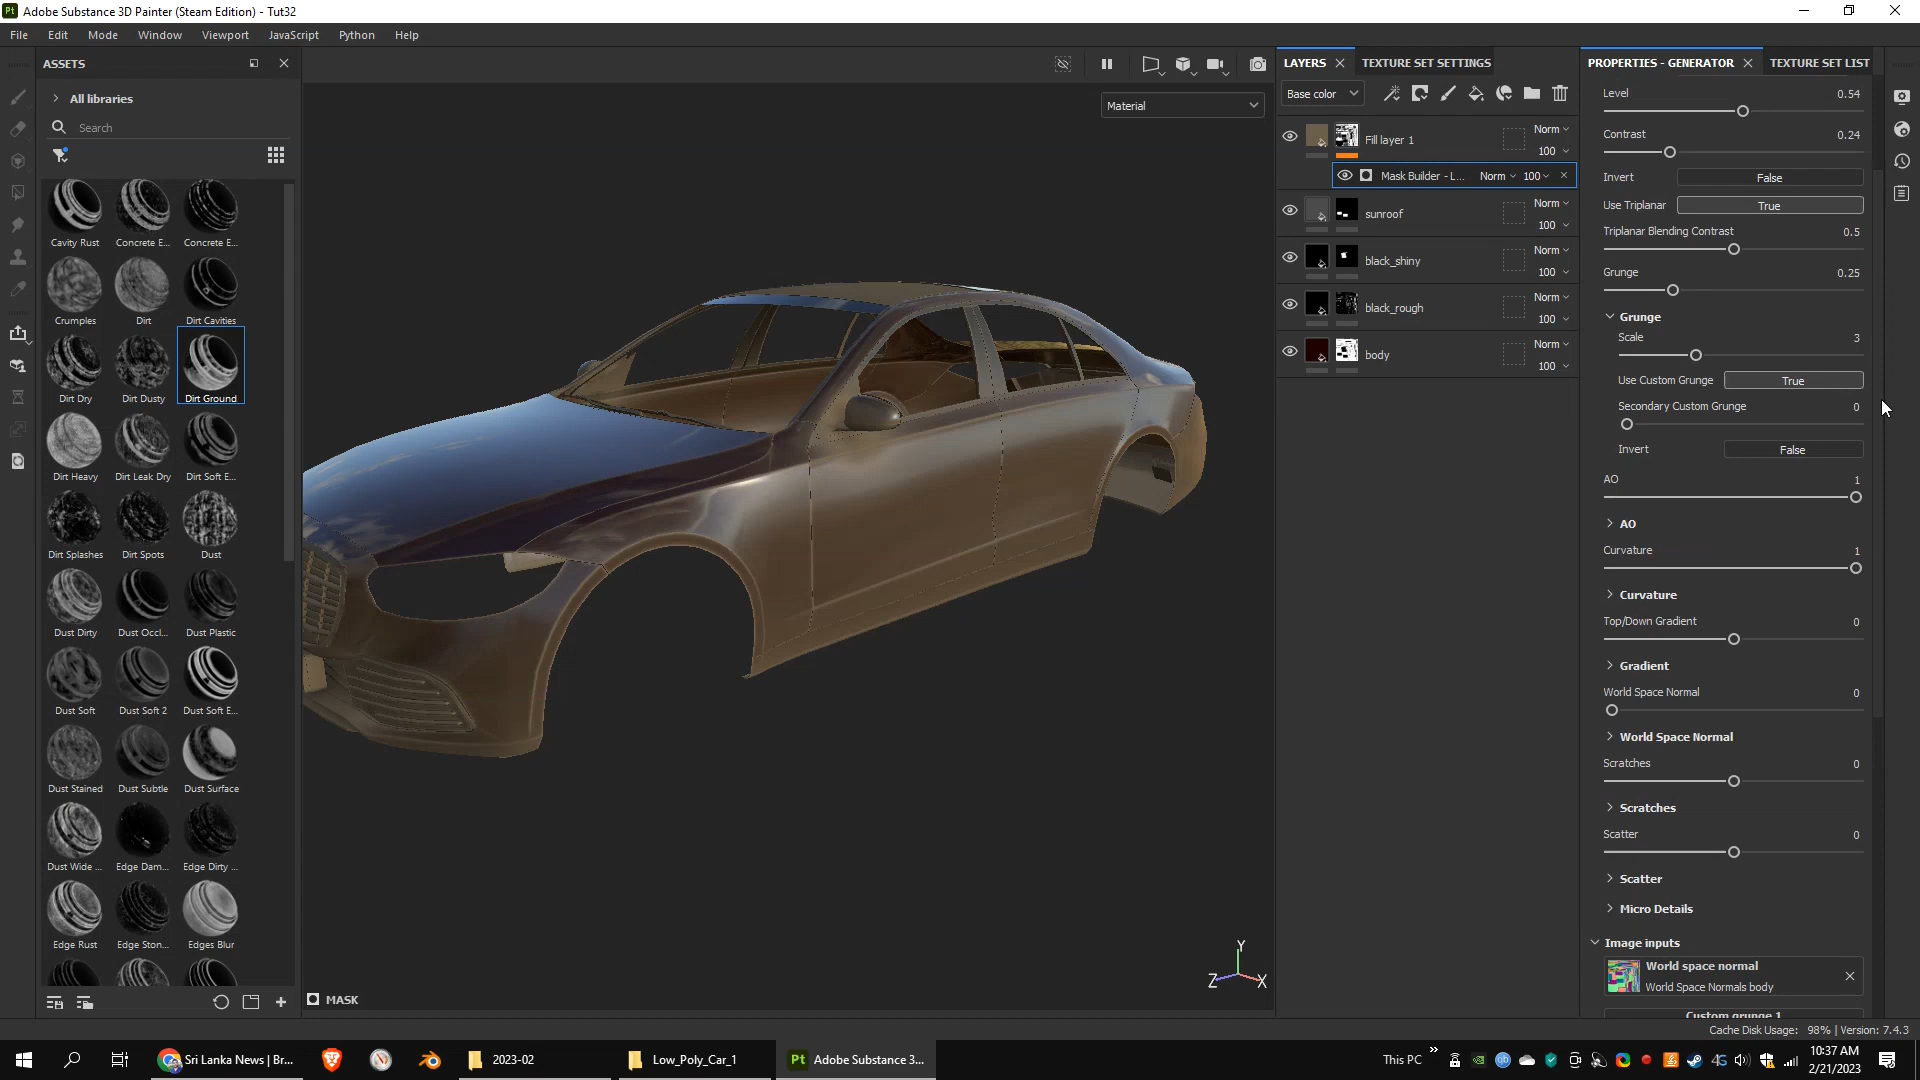 Adobe Substance 3D Painter (Steam Edition) - Tut32
File Edit Mode Window Viewport JavaScript Python Help
ASSETS
All libraries
Search
Cavity Rust Concrete E... Concrete E...
Crumples Dirt Dirt Cavities
Dirt Dry Dirt Dusty Dirt Ground
Dirt Heavy Dirt Leak Dry Dirt Soft E...
Dirt Splashes Dirt Spots Dust
Dust Dirty Dust Occl... Dust Plastic
Dust Soft Dust Soft 2 Dust Soft E...
Dust Stained Dust Subtle Dust Surface
Dust Wide ... Edge Dam... Edge Dirty ...
Edge Rust Edge Ston... Edges Blur
Material
Y
Z X
MASK
LAYERS TEXTURE SET SETTINGS
Base color
Fill layer 1 Norm
100
Mask Builder - L... Norm 100
sunroof Norm
100
black_shiny Norm
100
black_rough Norm
100
body Norm
100
PROPERTIES - GENERATOR TEXTURE SET LIST
Level 0.54
Contrast 0.24
Invert False
Use Triplanar True
Triplanar Blending Contrast 0.5
Grunge 0.25
Grunge
Scale 3
Use Custom Grunge True
Secondary Custom Grunge 0
Invert False
AO 1
AO
Curvature 1
Curvature
Top/Down Gradient 0
Gradient
World Space Normal 0
World Space Normal
Scratches 0
Scratches
Scatter 0
Scatter
Micro Details
Image inputs
World space normal
World Space Normals body
Custom grunge 1
Cache Disk Usage: 98% | Version: 7.4.3
Sri Lanka News | Br... 2023-02 Low_Poly_Car_1 Pt Adobe Substance 3... This PC 4G 10:37 AM
2/21/2023